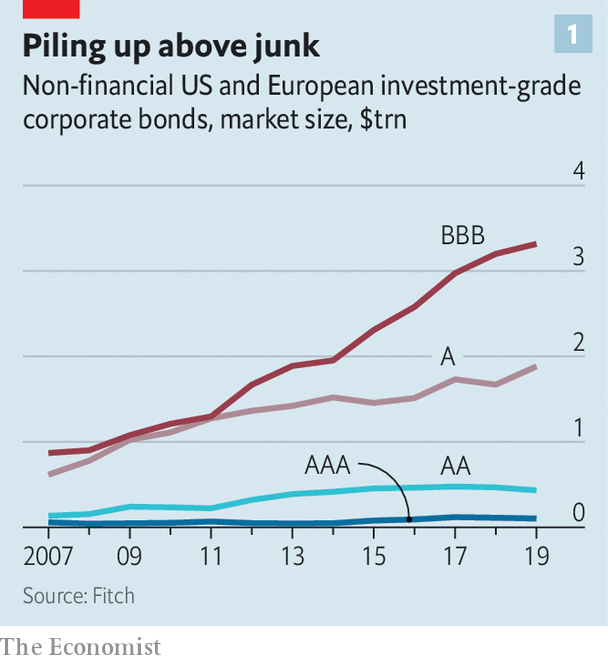 Piling up above junk
1
Non-financial US and European investment-grade
corporate bonds, market size, $trn
4
BBB
3
2
A
1
AAA
AA
0
2007 09 11 13 15 17 19
Source: Fitch
The Economist